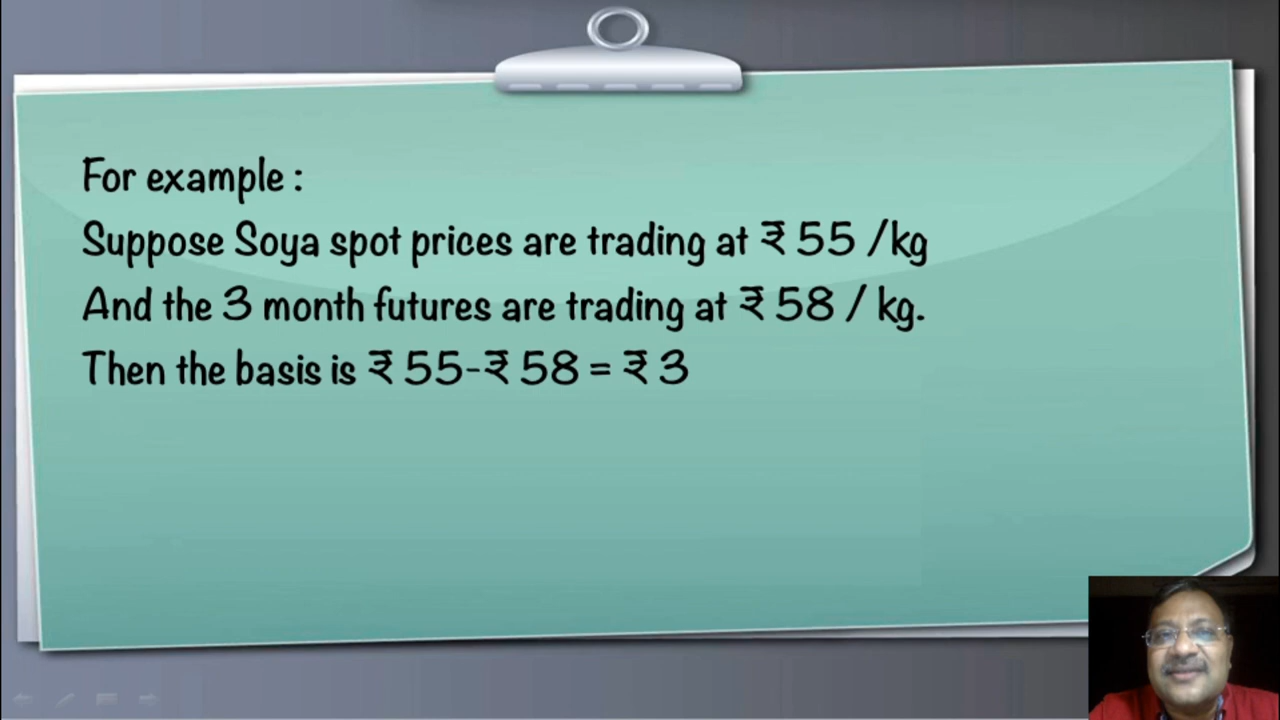 For example :
Suppose Soya spot prices are trading at ₹ 55 /kg
And the 3 month futures are trading at ₹ 58 / kg.
Then the basis is ₹ 55-₹ 58 = ₹ 3